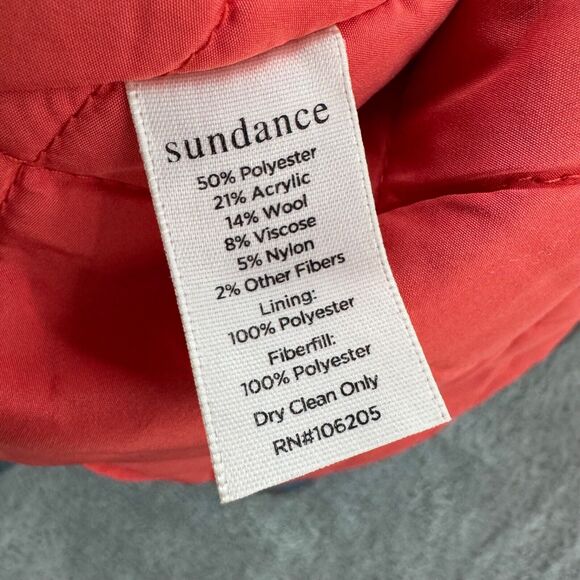 sundance
50% Polyester
21% Acrylic
14% Wool
8% Viscose
5% Nylon
2% Other Fibers
Lining:
100% Polyester
Fiberfill:
100% Polyester
Dry Clean Only
RN#106205